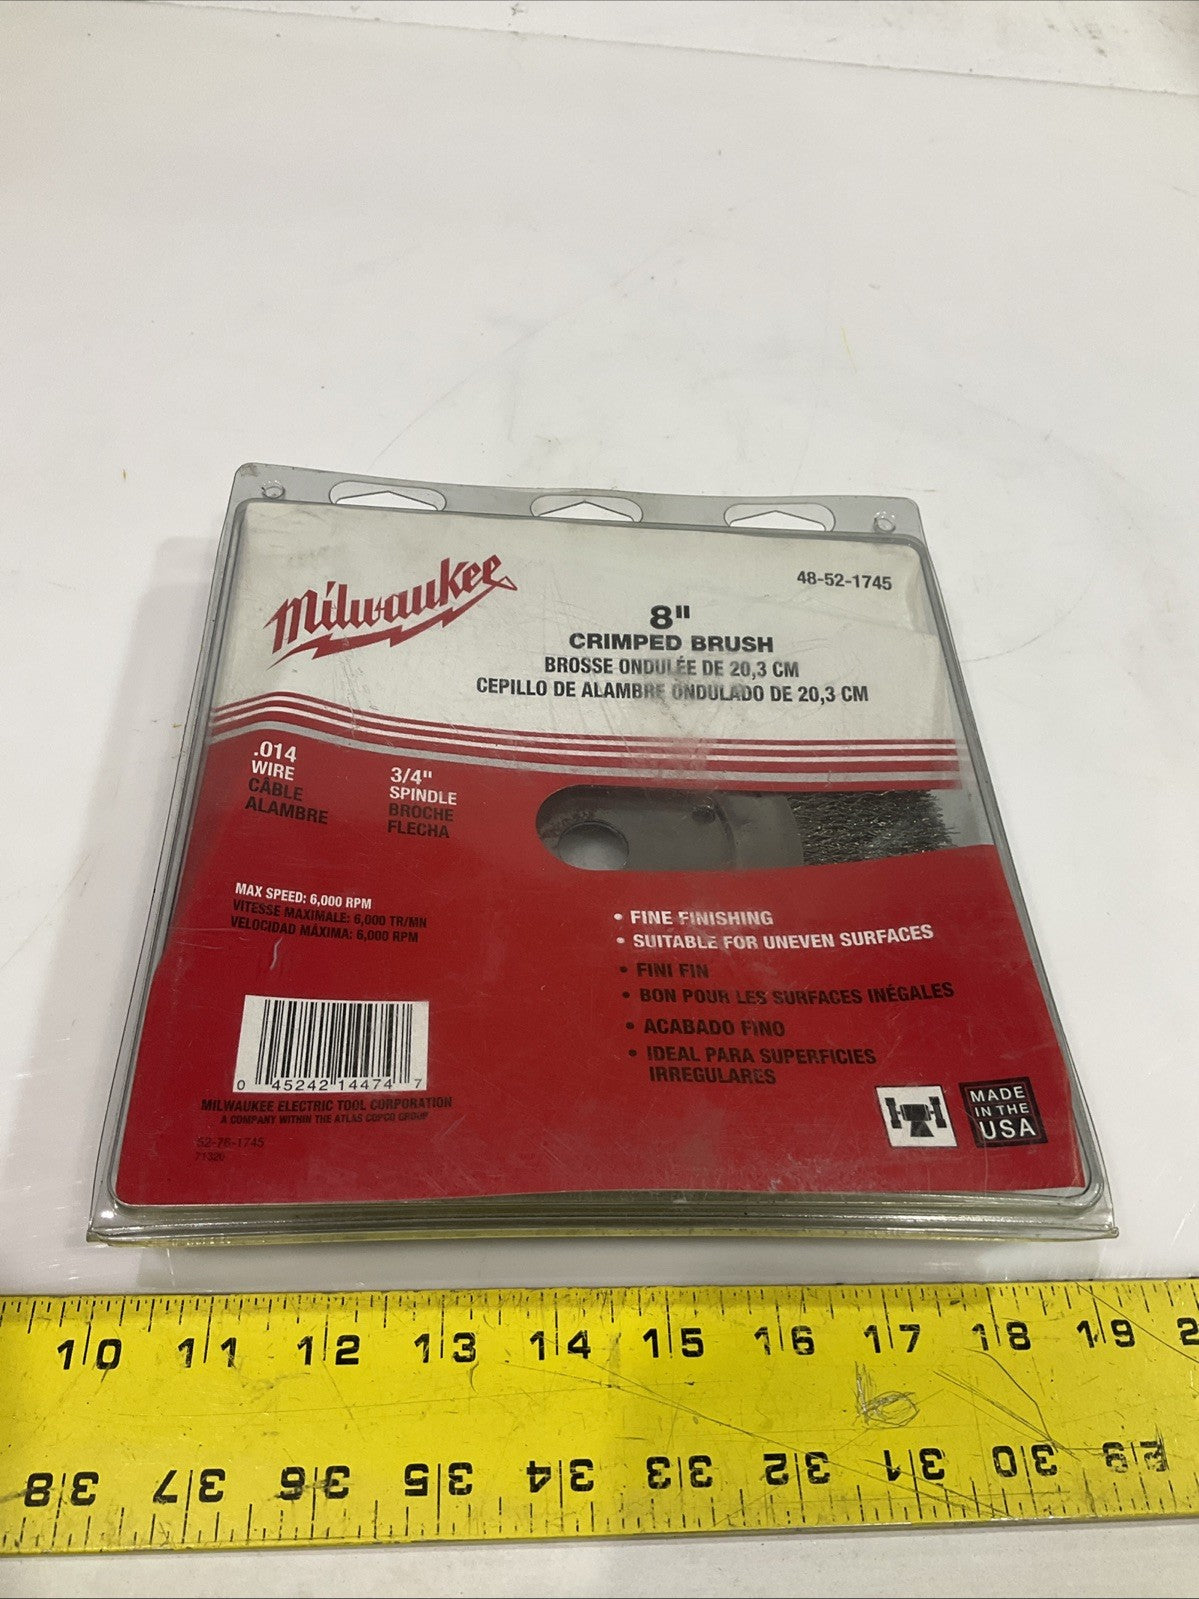 Milwaukee
48-52-1745
8"
CRIMPED BRUSH
BROSSE ONDULÉE DE 20,3 CM
CEPILLO DE ALAMBRE ONDULADO DE 20,3 CM
.014
WIRE
CÂBLE
ALAMBRE
3/4"
SPINDLE
BROCHE
FLECHA
MAX SPEED: 6,000 RPM
VITESSE MAXIMALE: 6,000 TR/MN
VELOCIDAD MÁXIMA: 6,000 RPM
• FINE FINISHING
• SUITABLE FOR UNEVEN SURFACES
• FINI FIN
• BON POUR LES SURFACES INÉGALES
• ACABADO FINO
• IDEAL PARA SUPERFICIES
IRREGULARES
0 45242 14474 7
MILWAUKEE ELECTRIC TOOL CORPORATION
A COMPANY WITHIN THE ATLAS COPCO GROUP
52-76-1745
71320
MADE
IN THE
USA
10 11 12 13 14 15 16 17 18 19 2
38 37 36 35 34 33 32 31 30 29